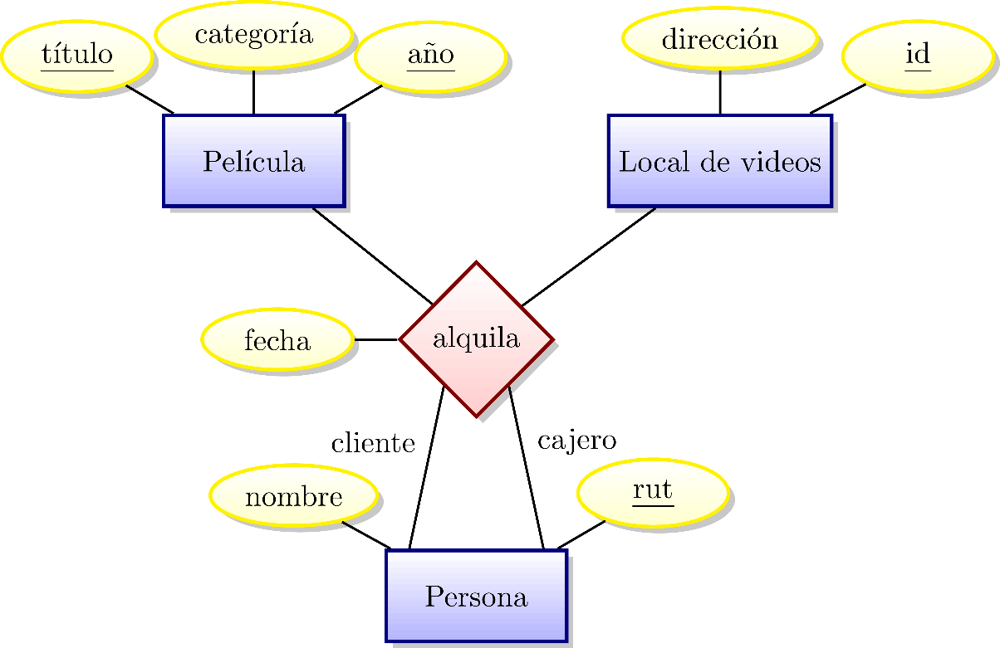 título
categoría
año
dirección
id
Película
Local de videos
fecha
alquila
cliente
cajero
nombre
rut
Persona